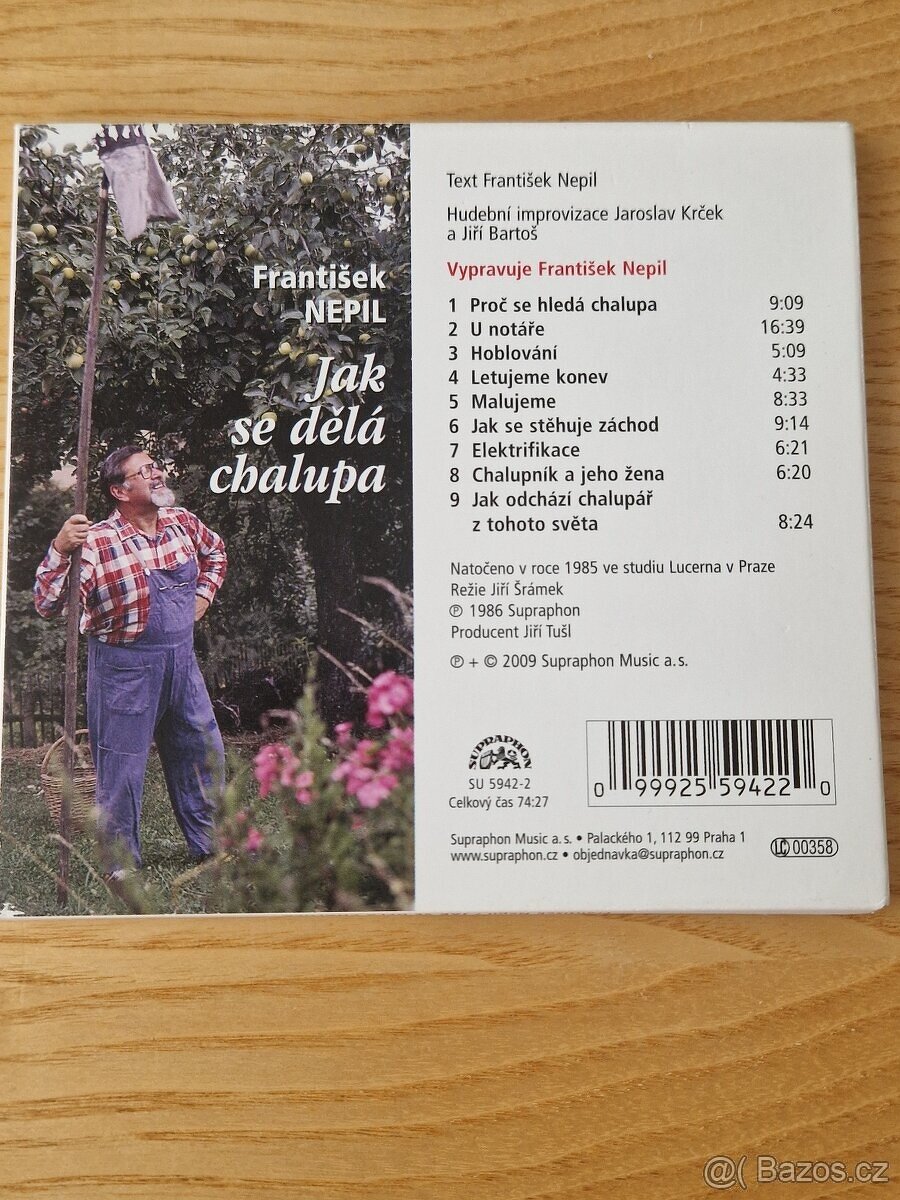 František
NEPIL
Jak
se dělá
chalupa
Text František Nepil
Hudební improvizace Jaroslav Krček
a Jiří Bartoš
Vypravuje František Nepil
1 Proč se hledá chalupa 9:09
2 U notáře 16:39
3 Hoblování 5:09
4 Letujeme konev 4:33
5 Malujeme 8:33
6 Jak se stěhuje záchod 9:14
7 Elektrifikace 6:21
8 Chalupník a jeho žena 6:20
9 Jak odchází chalupář
z tohoto světa 8:24
Natočeno v roce 1985 ve studiu Lucerna v Praze
Režie Jiří Šrámek
℗ 1986 Supraphon
Producent Jiří Tušl
℗ + © 2009 Supraphon Music a.s.
SUPRAPHON
SU 5942-2
Celkový čas 74:27
0 99925 59422 0
Supraphon Music a.s. • Palackého 1, 112 99 Praha 1
www.supraphon.cz • objednavka@supraphon.cz
LC 00358
@( Bazos.cz